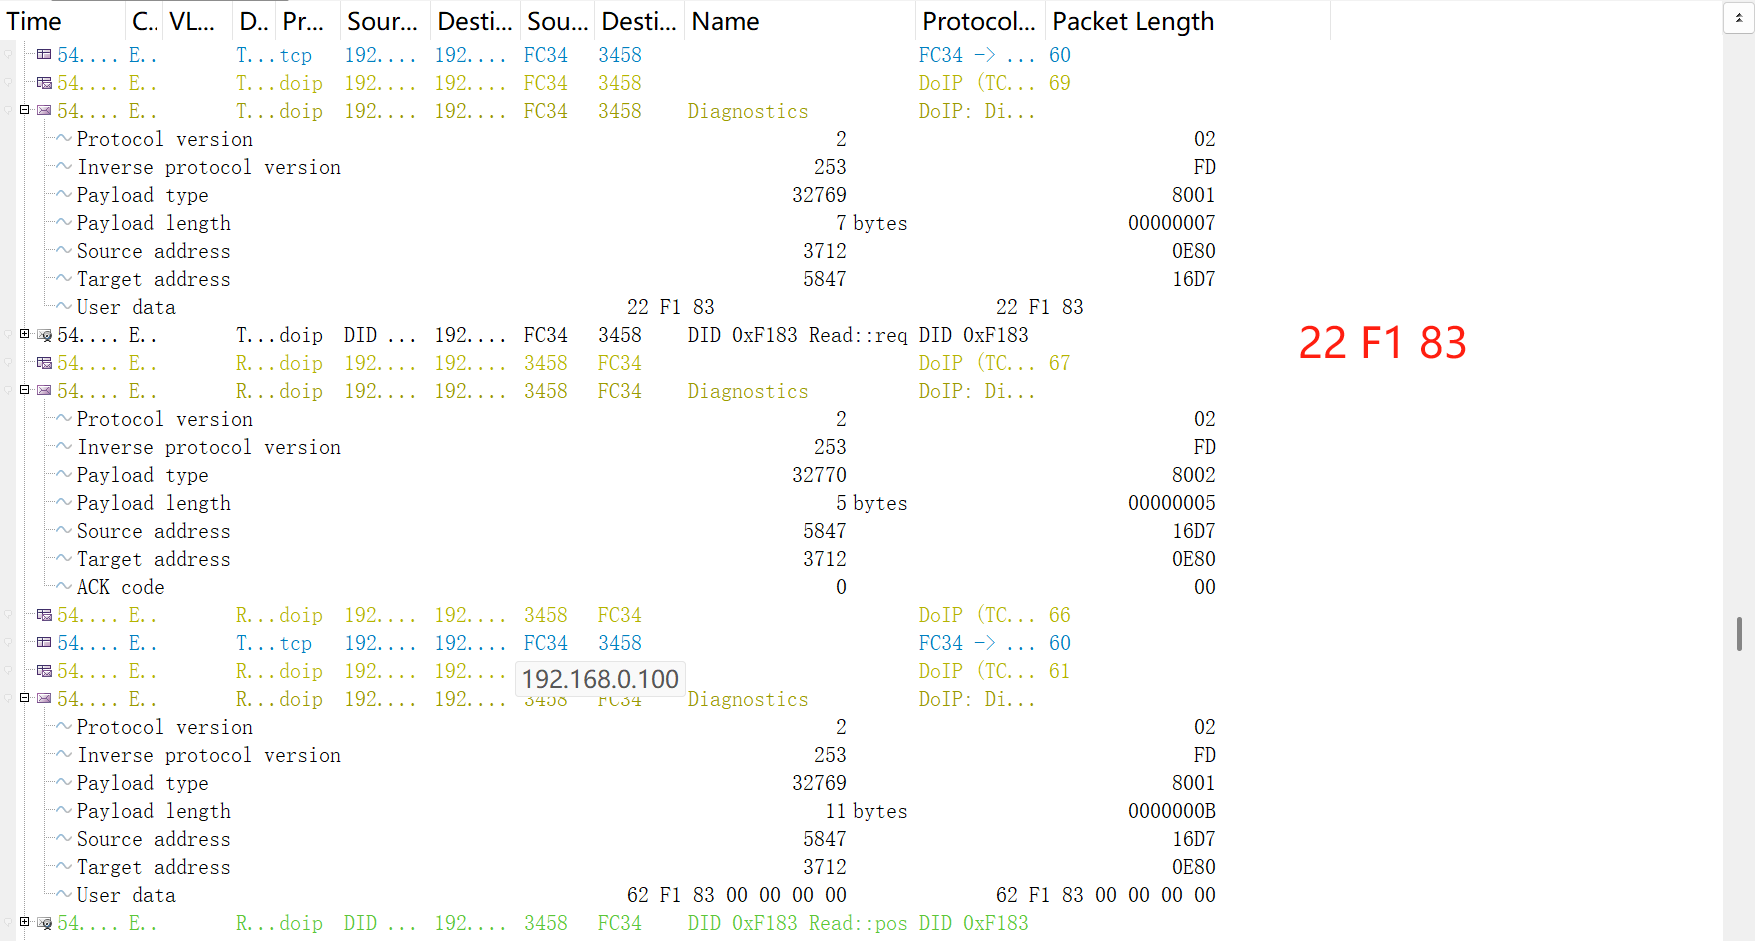 Time C.. VL... D.. Pr... Sour... Desti... Sou... Desti... Name Protocol... Packet Length
54.... E.. T...tcp 192.... 192.... FC34 3458 FC34 -> ... 60
54.... E.. T...doip 192.... 192.... FC34 3458 DoIP (TC... 69
54.... E.. T...doip 192.... 192.... FC34 3458 Diagnostics DoIP: Di...
Protocol version 2 02
Inverse protocol version 253 FD
Payload type 32769 8001
Payload length 7 bytes 00000007
Source address 3712 0E80
Target address 5847 16D7
User data 22 F1 83 22 F1 83
54.... E.. T...doip DID ... 192.... FC34 3458 DID 0xF183 Read::req DID 0xF183
22 F1 83
54.... E.. R...doip 192.... 192.... 3458 FC34 DoIP (TC... 67
54.... E.. R...doip 192.... 192.... 3458 FC34 Diagnostics DoIP: Di...
Protocol version 2 02
Inverse protocol version 253 FD
Payload type 32770 8002
Payload length 5 bytes 00000005
Source address 5847 16D7
Target address 3712 0E80
ACK code 0 00
54.... E.. R...doip 192.... 192.... 3458 FC34 DoIP (TC... 66
54.... E.. T...tcp 192.... 192.... FC34 3458 FC34 -> ... 60
54.... E.. R...doip 192.... 192.... DoIP (TC... 61
192.168.0.100
54.... E.. R...doip 192.... 192.... 3458 FC34 Diagnostics DoIP: Di...
Protocol version 2 02
Inverse protocol version 253 FD
Payload type 32769 8001
Payload length 11 bytes 0000000B
Source address 5847 16D7
Target address 3712 0E80
User data 62 F1 83 00 00 00 00 62 F1 83 00 00 00 00
54.... E.. R...doip DID ... 192.... 3458 FC34 DID 0xF183 Read::pos DID 0xF183